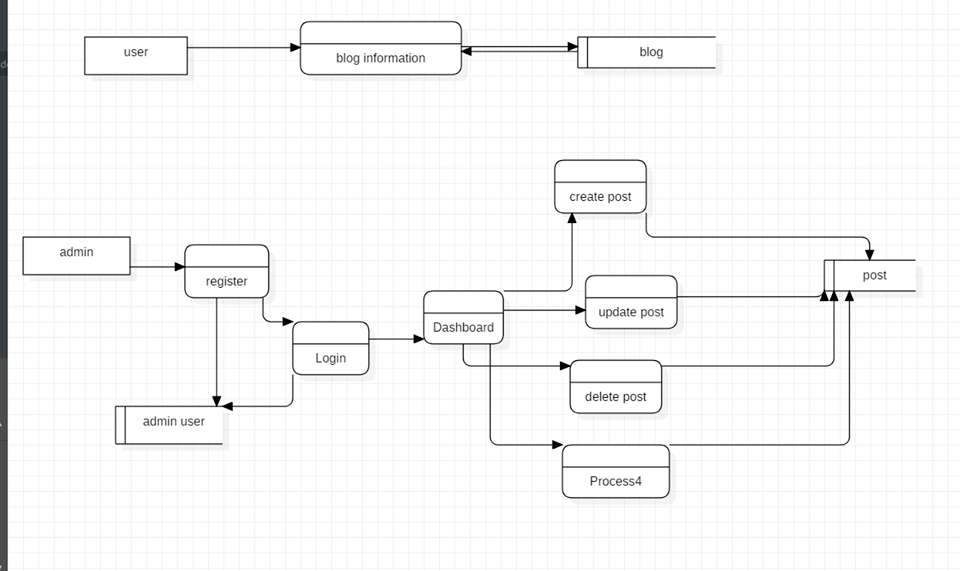 user
blog information
blog
create post
admin
register
post
Dashboard
update post
Login
delete post
admin user
Process4